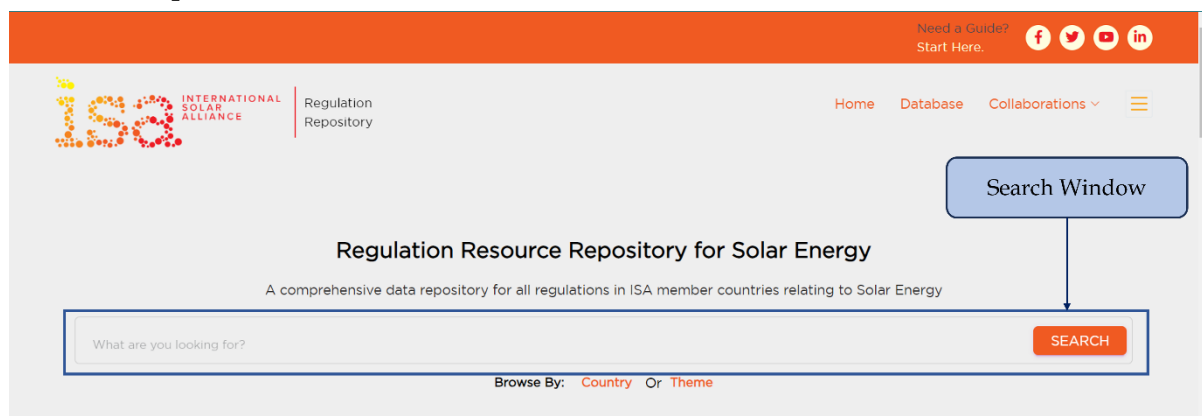 Need a Guide?
Start Here.
isa
INTERNATIONAL
SOLAR
ALLIANCE
Regulation
Repository
Home Database Collaborations
Search Window
Regulation Resource Repository for Solar Energy
A comprehensive data repository for all regulations in ISA member countries relating to Solar Energy
What are you looking for?
SEARCH
Browse By: Country Or Theme